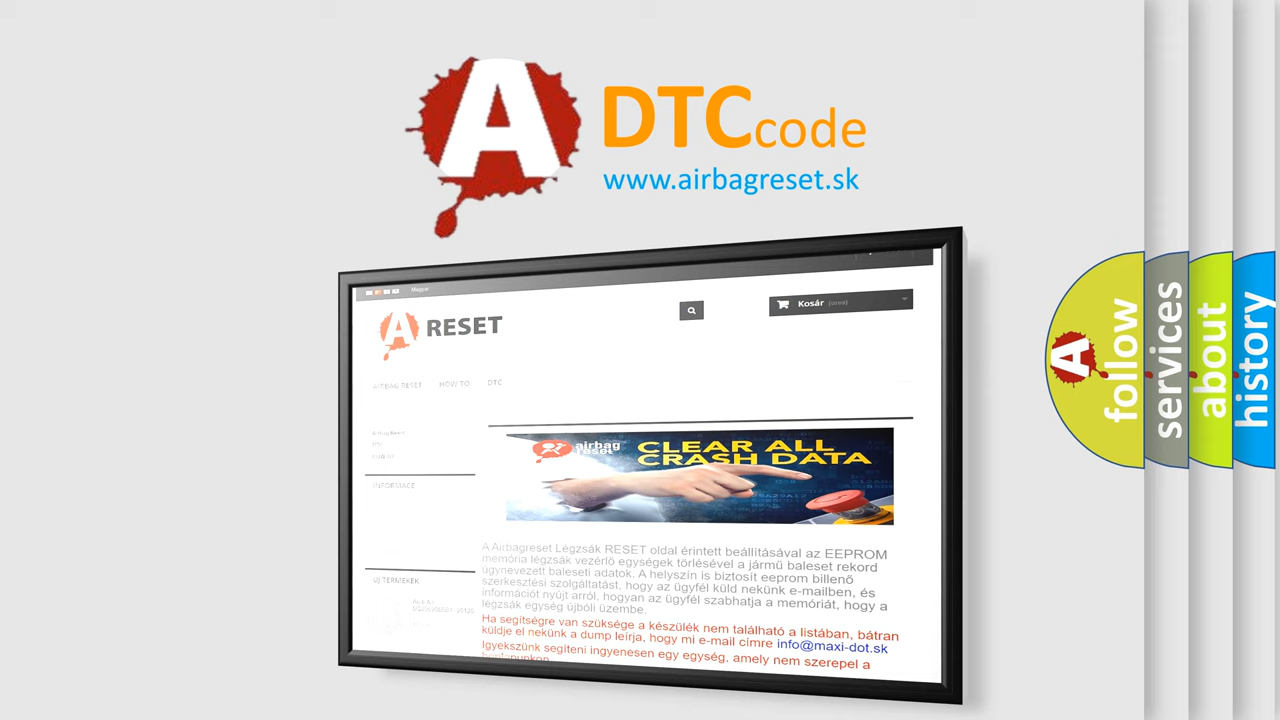 A DTCcode
www.airbagreset.sk
Magyar
A RESET
Kosár (üres)
AIRBAG RESET HOW TO DTC
INFORMACE
airbag
reset
CLEAR ALL
CRASH DATA
A Airbagreset Légzsák RESET oldal érintett beállításával az EEPROM
memória légzsák vezérlő egységek törlésével a jármű baleset rekord
úgynevezett baleseti adatok. A helyszín is biztosít eeprom billenő
szerkesztési szolgáltatást, hogy az ügyfél küld nekünk e-mailben, és
információt nyújt arról, hogyan az ügyfél szabhatja a memóriát, hogy a
légzsák egység újbóli üzembe.
Ha segítségre van szüksége a készülék nem található a listában, bátran
küldje el nekünk a dump leírja, hogy mi e-mail címre info@maxi-dot.sk
Igyekszünk segíteni ingyenesen egy egység, amely nem szerepel a
ÚJ TERMÉKEK
A follow
services
about
history